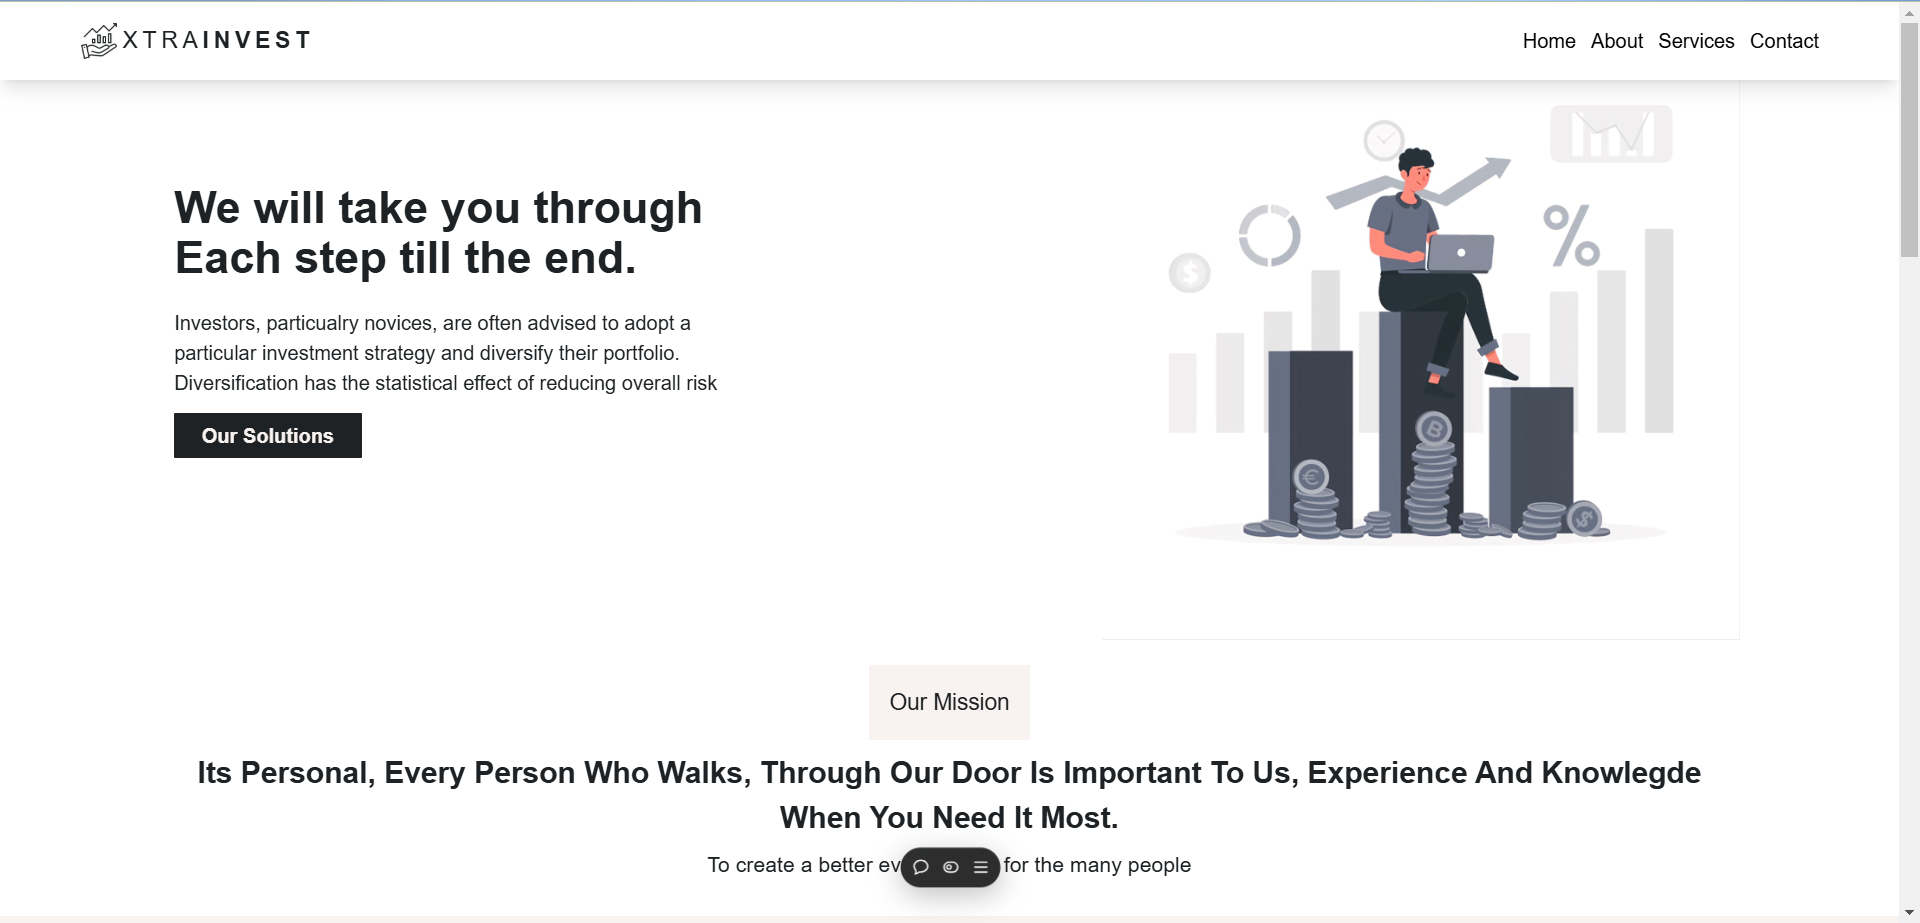 XTRAINVEST
Home About Services Contact
We will take you through
Each step till the end.
Investors, particualry novices, are often advised to adopt a
particular investment strategy and diversify their portfolio.
Diversification has the statistical effect of reducing overall risk
Our Solutions
Our Mission
Its Personal, Every Person Who Walks, Through Our Door Is Important To Us, Experience And Knowlegde
When You Need It Most.
To create a better ev for the many people